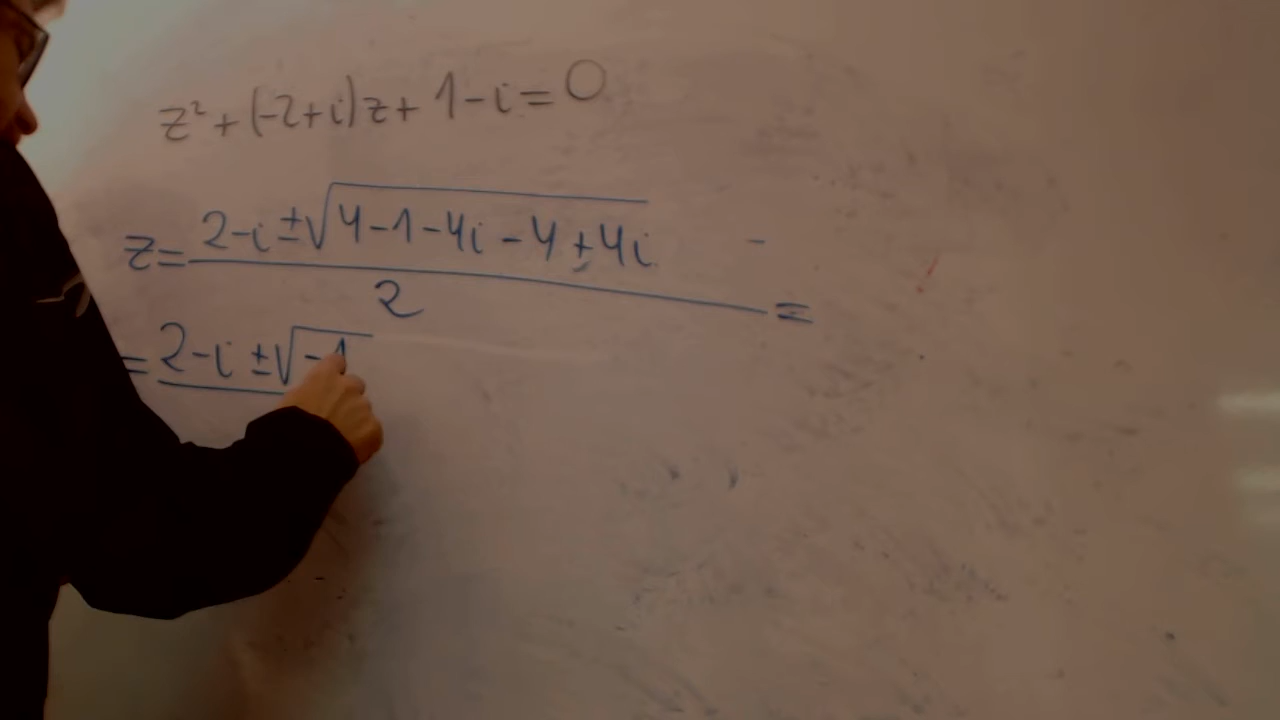 z² + (-2+i)z + 1-i = 0
z = (2-i ± √(4-1-4i-4+4i))/2 =
= 2-i ± √-1